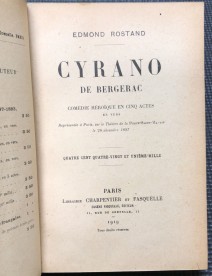 EDMOND ROSTAND
CYRANO
DE BERGERAC
COMÉDIE HÉROÏQUE EN CINQ ACTES
EN VERS
Représentée à Paris, sur le Théâtre de la Porte-Saint-Martin
le 28 décembre 1897
QUATRE CENT QUATRE-VINGT ET UNIÈME MILLE
PARIS
LIBRAIRIE CHARPENTIER ET FASQUELLE
EUGÈNE FASQUELLE, ÉDITEUR
11, RUE DE GRENELLE, 11
1919
Tous droits réservés.